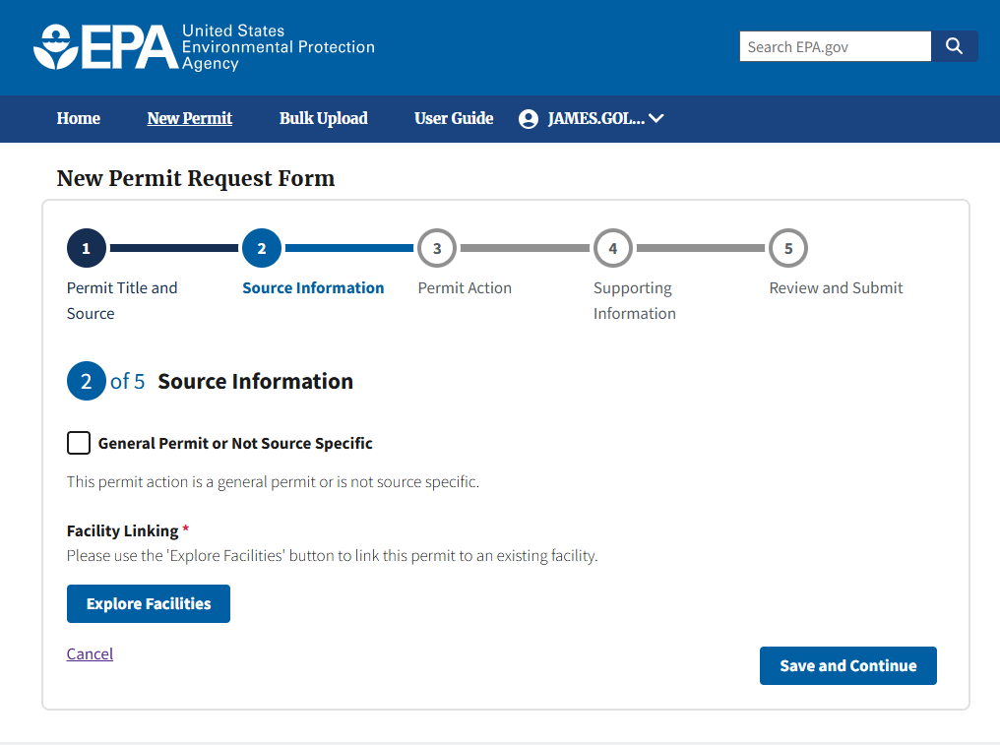 EPA
United States
Environmental Protection
Agency
Search EPA.gov
Home New Permit Bulk Upload User Guide JAMES.GOL...
New Permit Request Form
1 2 3 4 5
Permit Title and
Source
Source Information
Permit Action
Supporting
Information
Review and Submit
2 of 5 Source Information
General Permit or Not Source Specific
This permit action is a general permit or is not source specific.
Facility Linking *
Please use the 'Explore Facilities' button to link this permit to an existing facility.
Explore Facilities
Cancel
Save and Continue